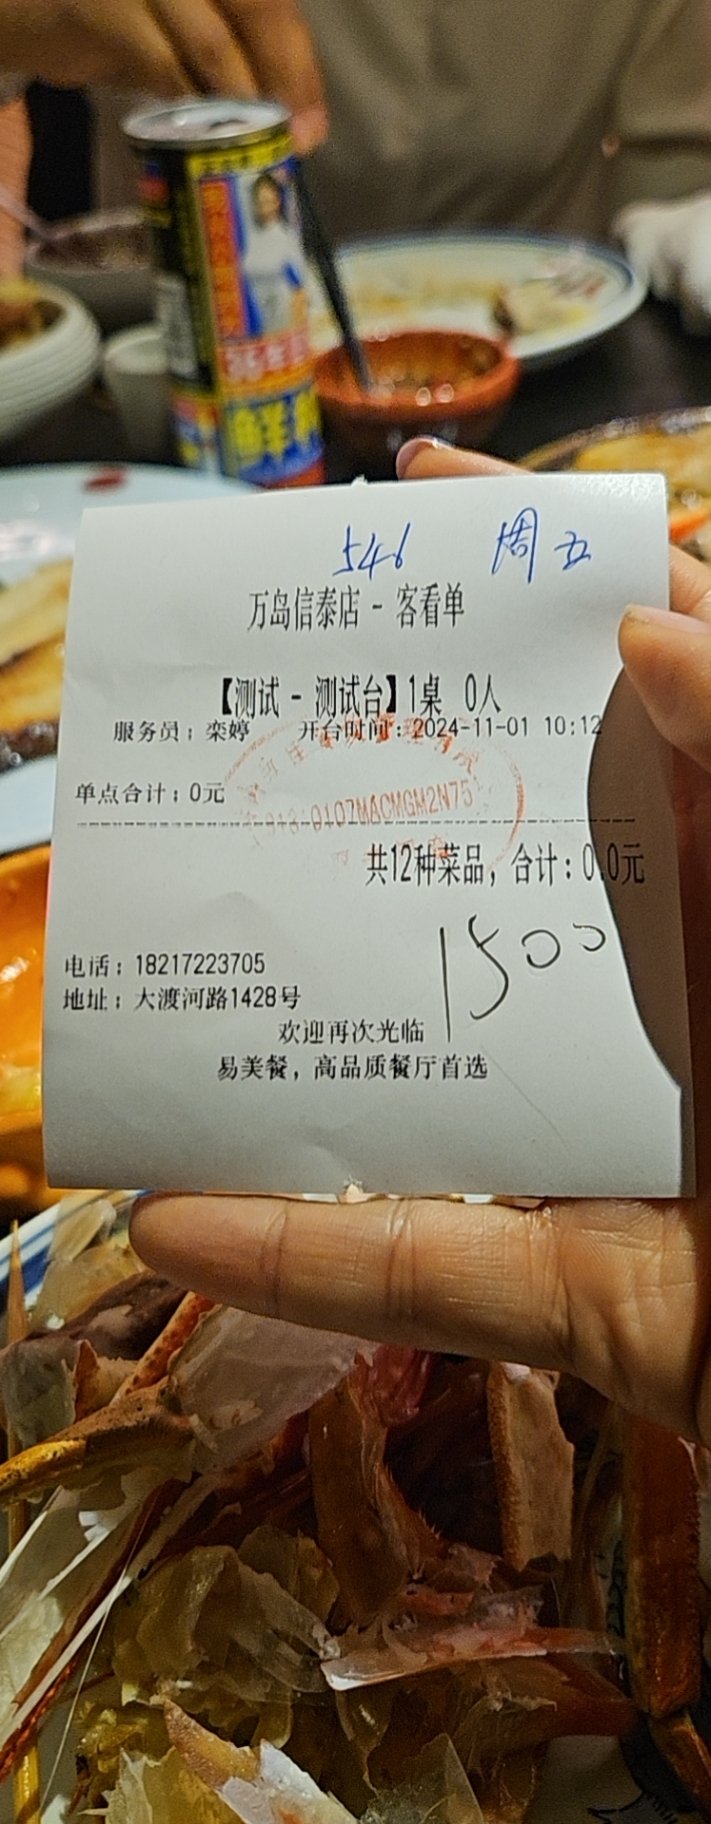 546 周五
万岛信泰店 - 客看单
【测试 - 测试台】1桌 0人
服务员：栾婷 开台时间：2024-11-01 10:12
单点合计：0元
0107MACMGM2N75
共12种菜品，合计：0.0元
1500
电话：18217223705
地址：大渡河路1428号
欢迎再次光临
易美餐，高品质餐厅首选